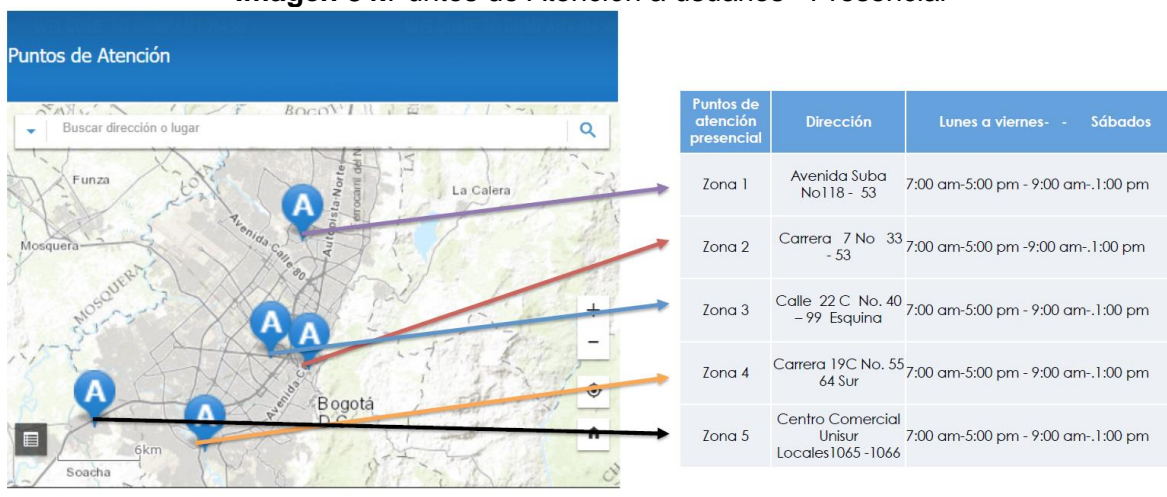 Puntos de Atención
Buscar dirección o lugar
BOGOTÁ
COTA
Funza
La Calera
Autopista Norte
Avenida Calle 80
Mosquera
MOSQUERA
A
A
A
A
A
+
-
Bogotá
6km
Soacha
Puntos de
atención
presencial
Dirección
Lunes a viernes- - Sábados
Zona 1
Avenida Suba
No118 - 53
7:00 am-5:00 pm - 9:00 am-.1:00 pm
Zona 2
Carrera 7 No 33
- 53
7:00 am-5:00 pm -9:00 am-.1:00 pm
Zona 3
Calle 22 C No. 40
– 99 Esquina
7:00 am-5:00 pm - 9:00 am-.1:00 pm
Zona 4
Carrera 19C No. 55
64 Sur
7:00 am-5:00 pm - 9:00 am-.1:00 pm
Zona 5
Centro Comercial
Unisur
Locales1065 -1066
7:00 am-5:00 pm - 9:00 am-.1:00 pm